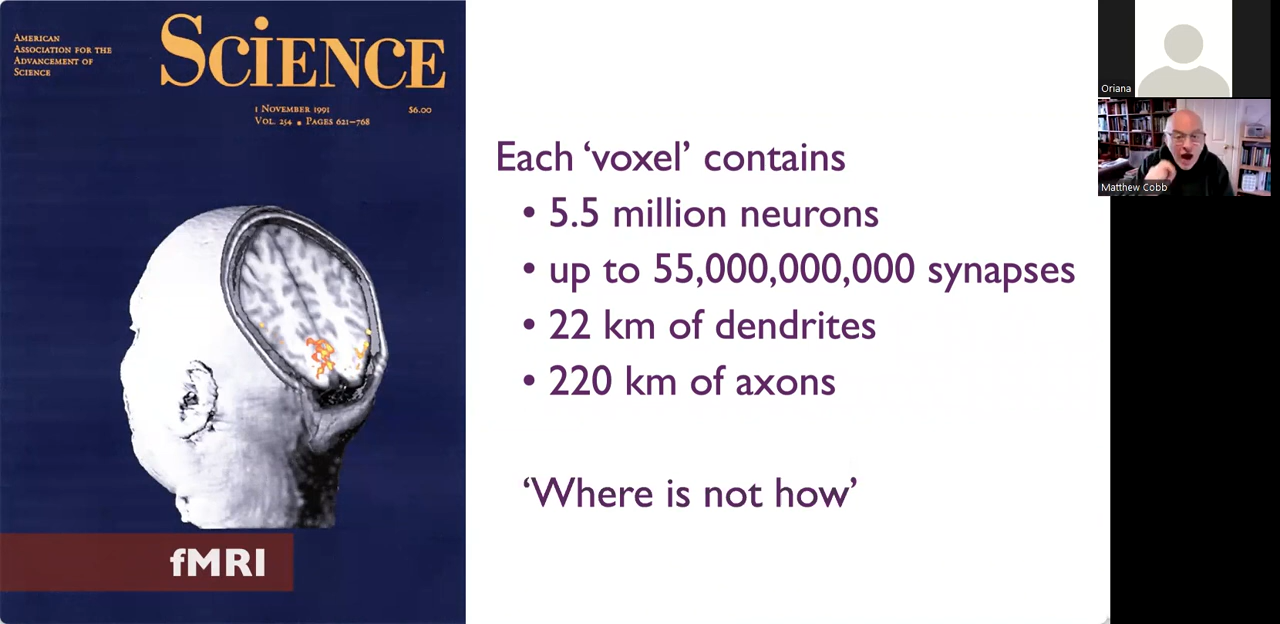 AMERICAN
ASSOCIATION FOR THE
ADVANCEMENT OF
SCIENCE
SCIENCE
1 NOVEMBER 1991
$6.00
VOL. 254 ■ PAGES 621–768
fMRI
Each ‘voxel’ contains
• 5.5 million neurons
• up to 55,000,000,000 synapses
• 22 km of dendrites
• 220 km of axons
‘Where is not how’
Oriana
Matthew Cobb